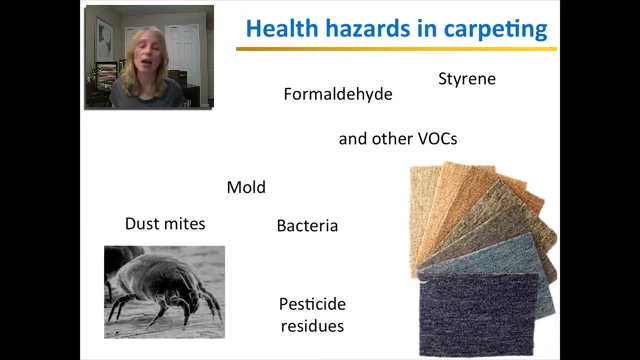 Health hazards in carpeting
Styrene
Formaldehyde
and other VOCs
Mold
Dust mites
Bacteria
Pesticide
residues